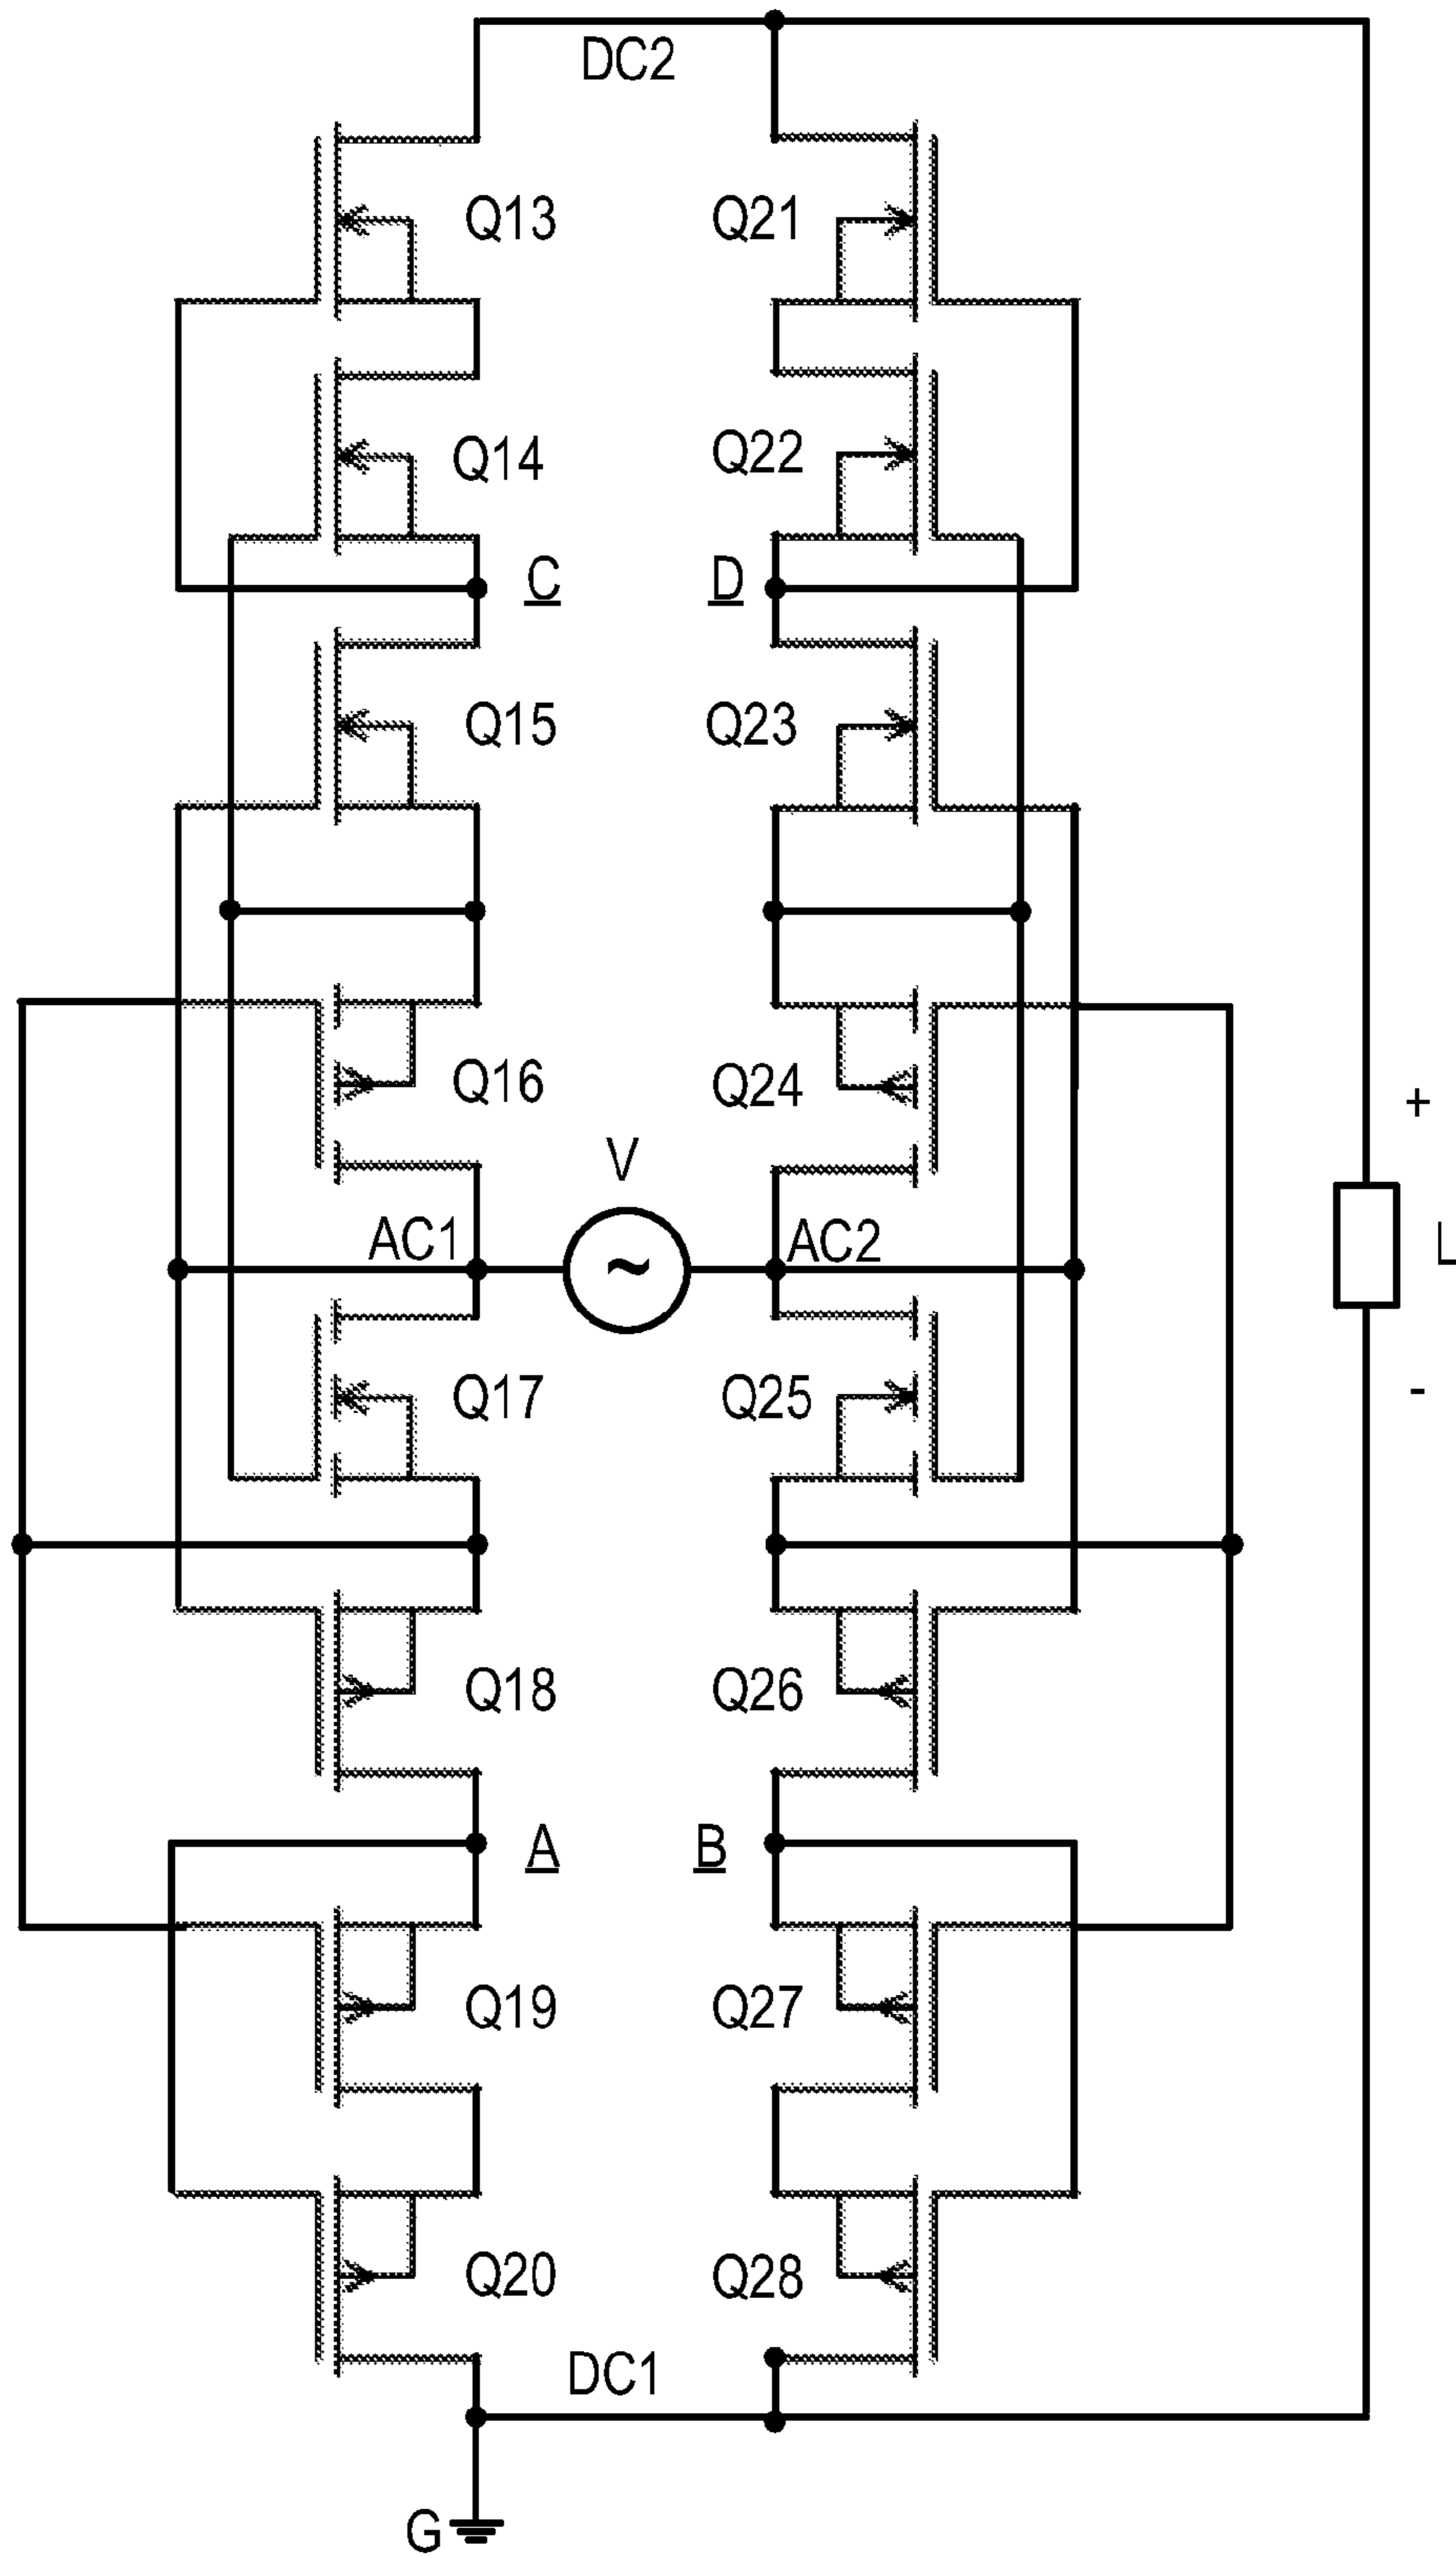 DC2
Q13 Q21
Q14 Q22
C D
Q15 Q23
Q16 Q24
+
V
AC1 ~ AC2 L
Q17 Q25
-
Q18 Q26
A B
Q19 Q27
Q20 Q28
DC1
G